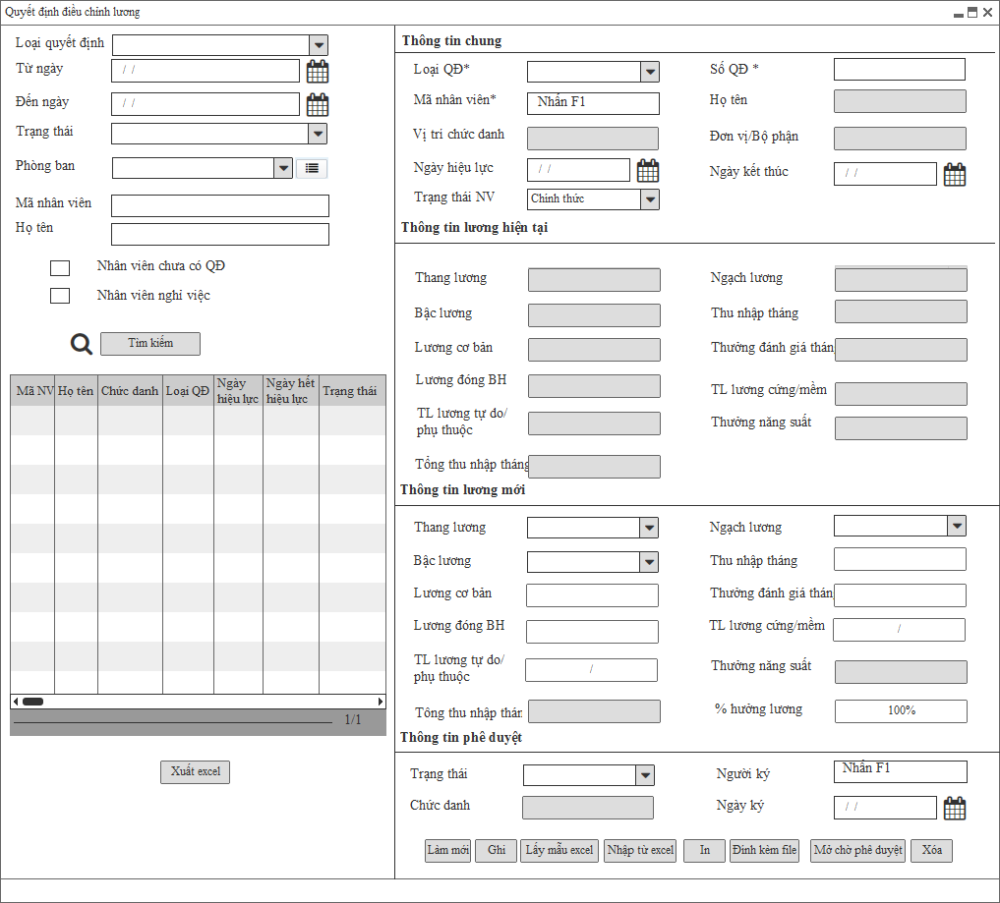 Quyết định điều chỉnh lương
Loại quyết định
Từ ngày
/ /
Đến ngày
/ /
Trạng thái
Phòng ban
Mã nhân viên
Họ tên
Nhân viên chưa có QĐ
Nhân viên nghỉ việc
Tìm kiếm
Mã NV Họ tên Chức danh Loại QĐ Ngày hiệu lực Ngày hết hiệu lực Trạng thái
1/1
Xuất excel
Thông tin chung
Loại QĐ* Số QĐ *
Mã nhân viên* Nhấn F1 Họ tên
Vị trí chức danh Đơn vị/Bộ phận
Ngày hiệu lực / / Ngày kết thúc / /
Trạng thái NV Chính thức
Thông tin lương hiện tại
Thang lương Ngạch lương
Bậc lương Thu nhập tháng
Lương cơ bản Thưởng đánh giá thán
Lương đóng BH TL lương cứng/mềm
TL lương tự do/
phụ thuộc
Thưởng năng suất
Tổng thu nhập tháng
Thông tin lương mới
Thang lương Ngạch lương
Bậc lương Thu nhập tháng
Lương cơ bản Thưởng đánh giá thán
Lương đóng BH TL lương cứng/mềm /
TL lương tự do/
phụ thuộc
/
Thưởng năng suất
Tông thu nhập thán % hưởng lương 100%
Thông tin phê duyệt
Trạng thái Người ký Nhấn F1
Chức danh Ngày ký / /
Làm mới Ghi Lấy mẫu excel Nhập từ excel In Đính kèm file Mở chờ phê duyệt Xóa